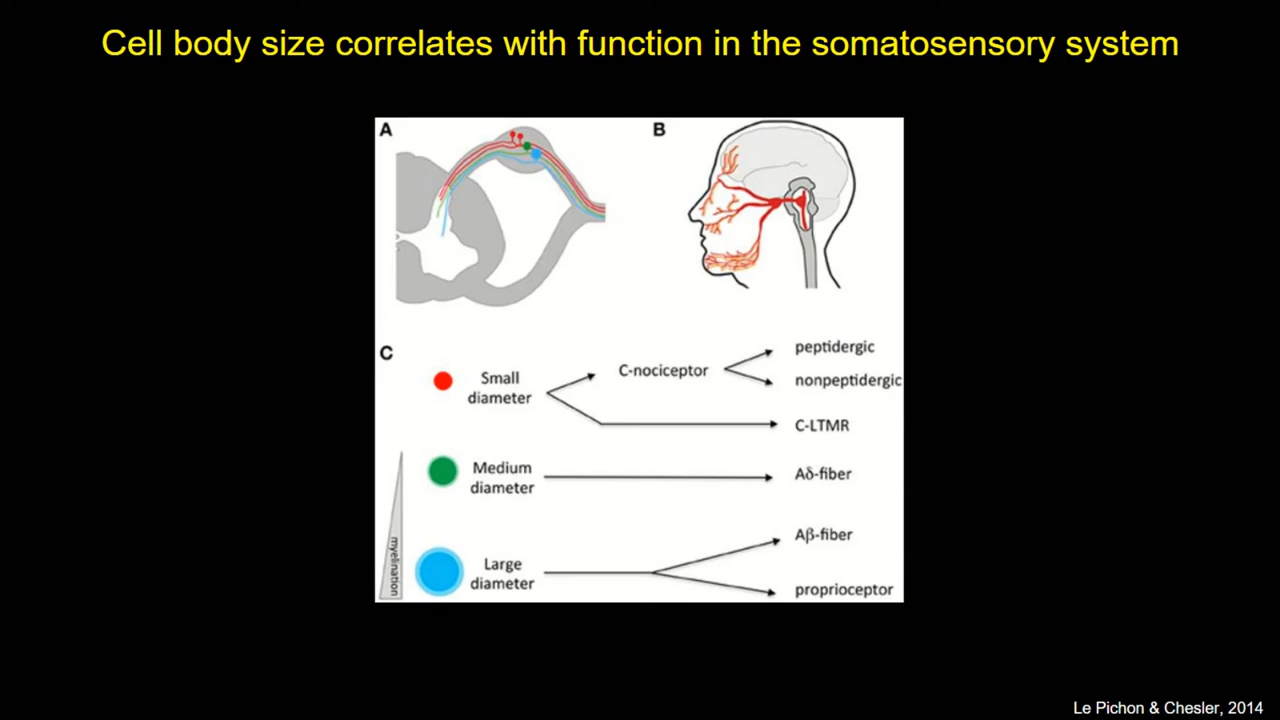 Cell body size correlates with function in the somatosensory system
A
B
C
Small
diameter
C-nociceptor
peptidergic
nonpeptidergic
C-LTMR
Medium
diameter
Aδ-fiber
myelination
Large
diameter
Aβ-fiber
proprioceptor
Le Pichon & Chesler, 2014